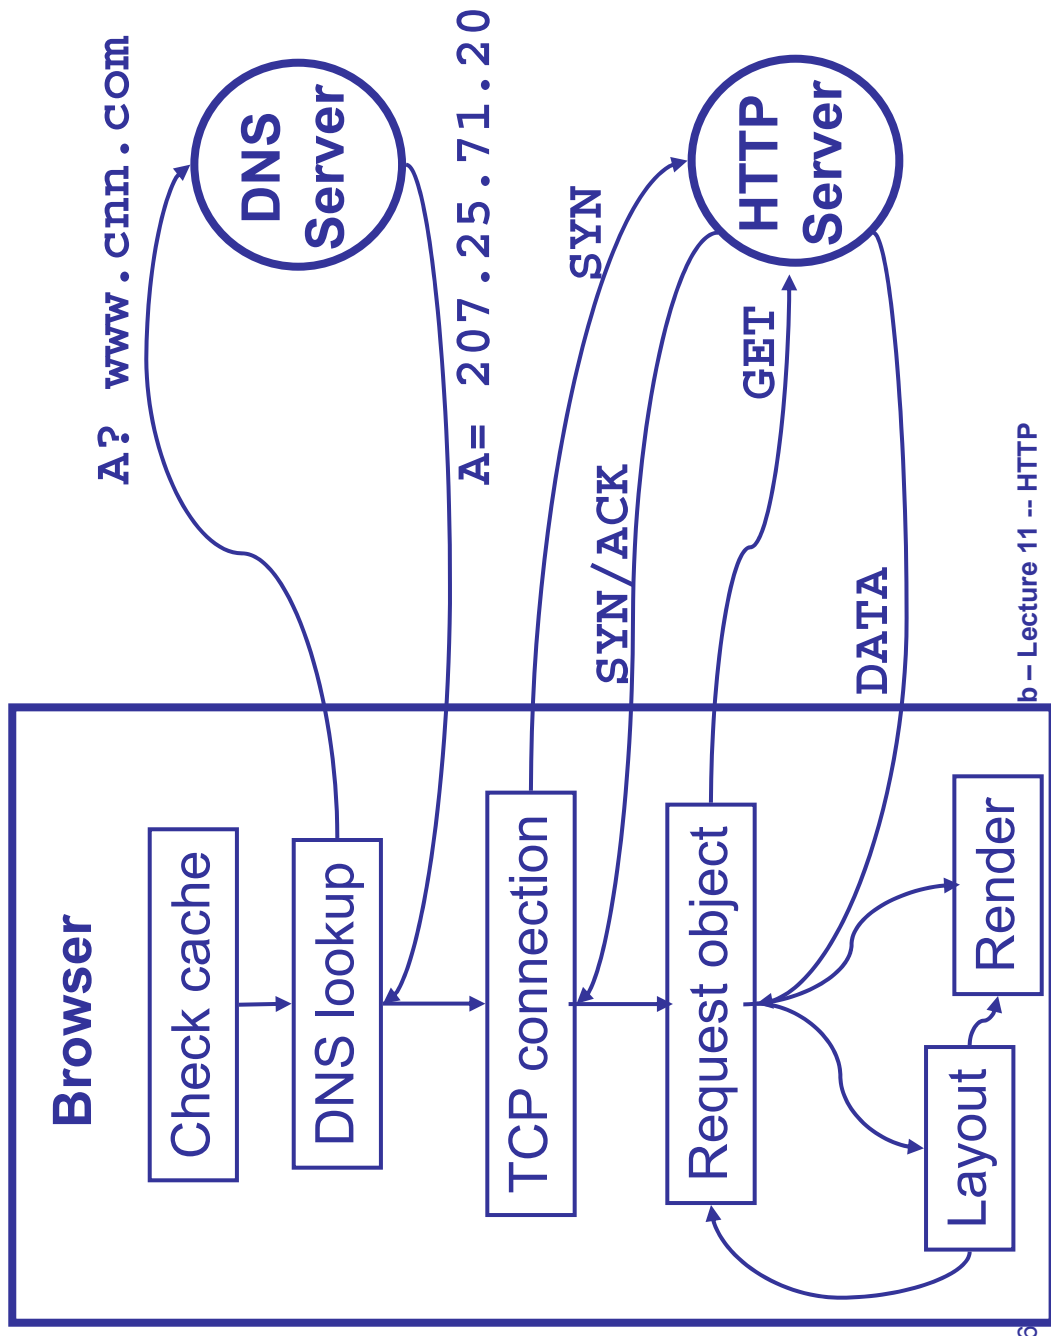 Browser
Check cache
DNS lookup
TCP connection
Request object
Layout
Render
A? www.cnn.com
DNS
Server
A= 207.25.71.20
SYN
SYN/ACK
HTTP
Server
GET
DATA
b – Lecture 11 -- HTTP